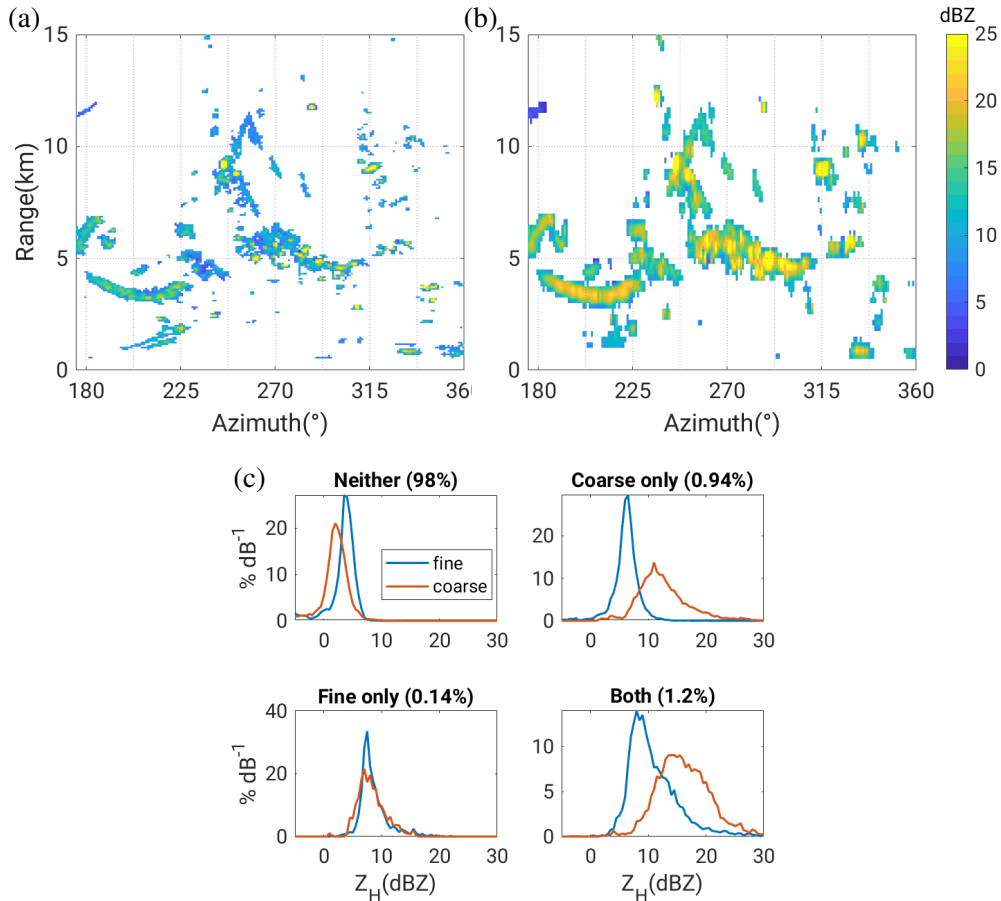 (a)
(b)
dBZ
15
10
5
0
Range(km)
180 225 270 315 36
Azimuth(°)
15
10
5
0
180 225 270 315 360
Azimuth(°)
25
20
15
10
5
0
(c)
Neither (98%)
% dB⁻¹
20
10
0
0 10 20 30
fine
coarse
Coarse only (0.94%)
20
10
0
0 10 20 30
Fine only (0.14%)
% dB⁻¹
40
20
0
0 10 20 30
Z_H(dBZ)
Both (1.2%)
10
5
0
0 10 20 30
Z_H(dBZ)